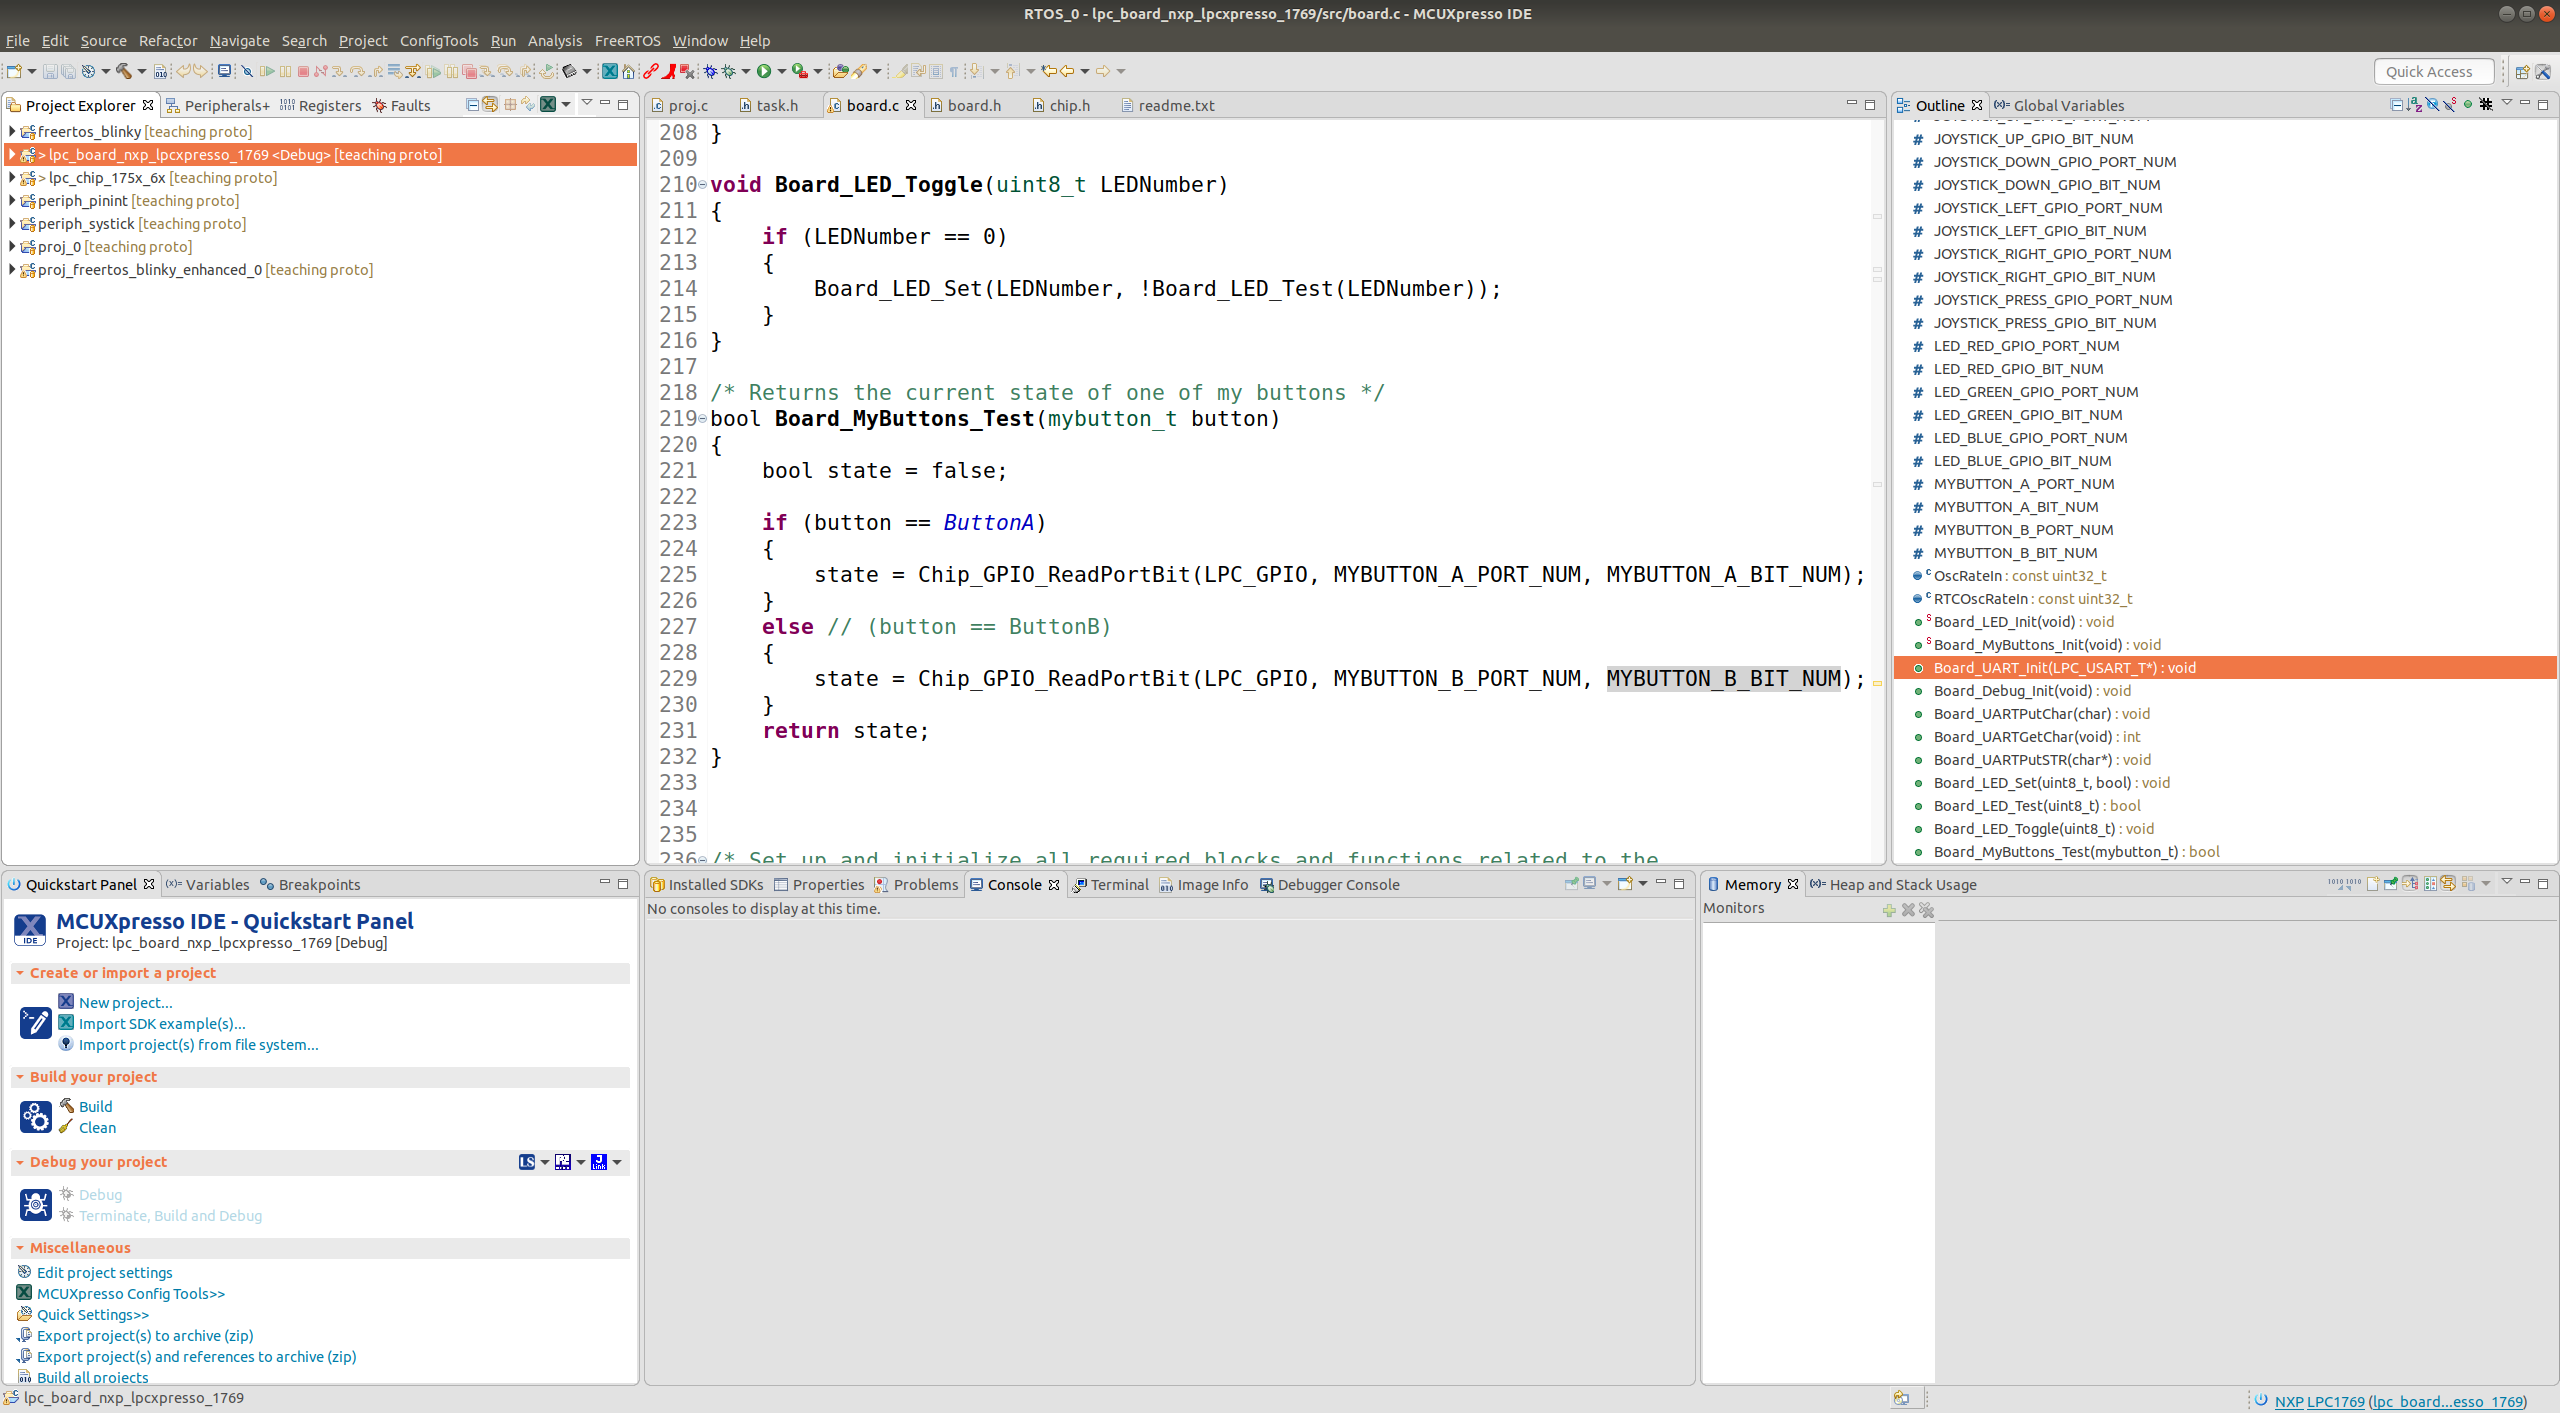 RTOS_0 - lpc_board_nxp_lpcxpresso_1769/src/board.c - MCUXpresso IDE
File Edit Source Refactor Navigate Search Project ConfigTools Run Analysis FreeRTOS Window Help
Quick Access
Project Explorer Peripherals+ Registers Faults
freertos_blinky [teaching proto]
> lpc_board_nxp_lpcxpresso_1769 <Debug> [teaching proto]
> lpc_chip_175x_6x [teaching proto]
periph_pinint [teaching proto]
periph_systick [teaching proto]
proj_0 [teaching proto]
proj_freertos_blinky_enhanced_0 [teaching proto]
proj.c task.h board.c board.h chip.h readme.txt
208 }
209
210 void Board_LED_Toggle(uint8_t LEDNumber)
211 {
212 if (LEDNumber == 0)
213 {
214 Board_LED_Set(LEDNumber, !Board_LED_Test(LEDNumber));
215 }
216 }
217
218 /* Returns the current state of one of my buttons */
219 bool Board_MyButtons_Test(mybutton_t button)
220 {
221 bool state = false;
222
223 if (button == ButtonA)
224 {
225 state = Chip_GPIO_ReadPortBit(LPC_GPIO, MYBUTTON_A_PORT_NUM, MYBUTTON_A_BIT_NUM);
226 }
227 else // (button == ButtonB)
228 {
229 state = Chip_GPIO_ReadPortBit(LPC_GPIO, MYBUTTON_B_PORT_NUM, MYBUTTON_B_BIT_NUM);
230 }
231 return state;
232 }
233
234
235
236 /* Set up and initialize all required blocks and functions related to the
Outline Global Variables
JOYSTICK_UP_GPIO_PORT_NUM
JOYSTICK_UP_GPIO_BIT_NUM
JOYSTICK_DOWN_GPIO_PORT_NUM
JOYSTICK_DOWN_GPIO_BIT_NUM
JOYSTICK_LEFT_GPIO_PORT_NUM
JOYSTICK_LEFT_GPIO_BIT_NUM
JOYSTICK_RIGHT_GPIO_PORT_NUM
JOYSTICK_RIGHT_GPIO_BIT_NUM
JOYSTICK_PRESS_GPIO_PORT_NUM
JOYSTICK_PRESS_GPIO_BIT_NUM
LED_RED_GPIO_PORT_NUM
LED_RED_GPIO_BIT_NUM
LED_GREEN_GPIO_PORT_NUM
LED_GREEN_GPIO_BIT_NUM
LED_BLUE_GPIO_PORT_NUM
LED_BLUE_GPIO_BIT_NUM
MYBUTTON_A_PORT_NUM
MYBUTTON_A_BIT_NUM
MYBUTTON_B_PORT_NUM
MYBUTTON_B_BIT_NUM
OscRateIn : const uint32_t
RTCOscRateIn : const uint32_t
Board_LED_Init(void) : void
Board_MyButtons_Init(void) : void
Board_UART_Init(LPC_USART_T*) : void
Board_Debug_Init(void) : void
Board_UARTPutChar(char) : void
Board_UARTGetChar(void) : int
Board_UARTPutSTR(char*) : void
Board_LED_Set(uint8_t, bool) : void
Board_LED_Test(uint8_t) : bool
Board_LED_Toggle(uint8_t) : void
Board_MyButtons_Test(mybutton_t) : bool
Quickstart Panel (x)= Variables Breakpoints
MCUXpresso IDE - Quickstart Panel
Project: lpc_board_nxp_lpcxpresso_1769 [Debug]
Create or import a project
New project...
Import SDK example(s)...
Import project(s) from file system...
Build your project
Build
Clean
Debug your project
LS
Debug
Terminate, Build and Debug
Miscellaneous
Edit project settings
MCUXpresso Config Tools>>
Quick Settings>>
Export project(s) to archive (zip)
Export project(s) and references to archive (zip)
Build all projects
Installed SDKs Properties Problems Console Terminal Image Info Debugger Console
No consoles to display at this time.
Memory (x)= Heap and Stack Usage
Monitors
lpc_board_nxp_lpcxpresso_1769
NXP LPC1769 (lpc_board...esso_1769)